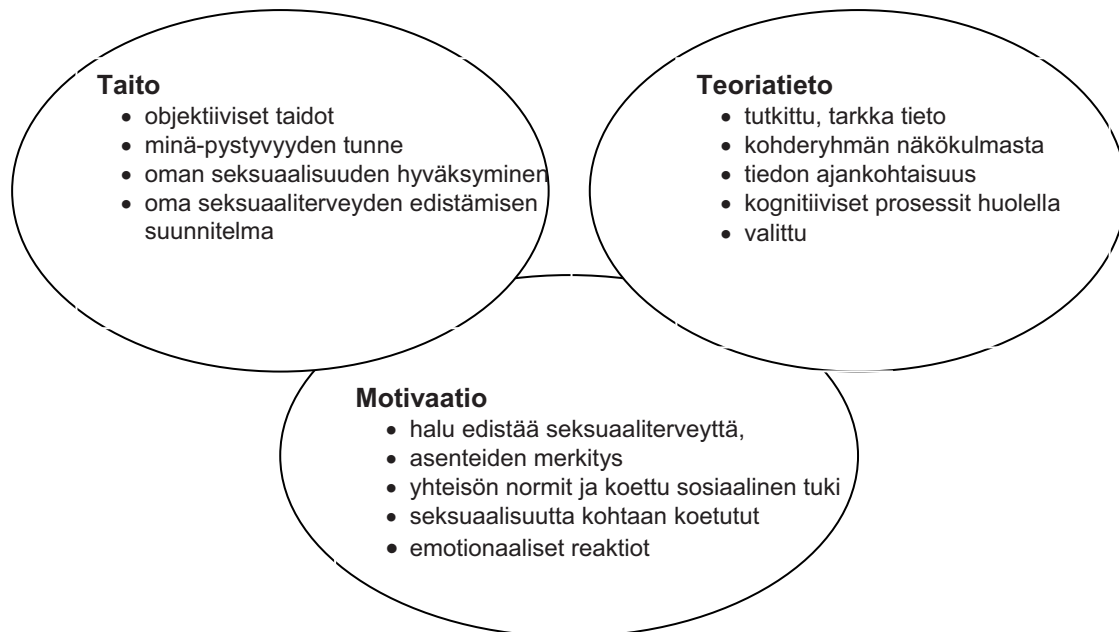 Taito
• objektiiviset taidot
• minä-pystyvyyden tunne
• oman seksuaalisuuden hyväksyminen
• oma seksuaaliterveyden edistämisen
suunnitelma
Teoriatieto
• tutkittu, tarkka tieto
• kohderyhmän näkökulmasta
• tiedon ajankohtaisuus
• kognitiiviset prosessit huolella
• valittu
Motivaatio
• halu edistää seksuaaliterveyttä,
• asenteiden merkitys
• yhteisön normit ja koettu sosiaalinen tuki
• seksuaalisuutta kohtaan koetutut
• emotionaaliset reaktiot